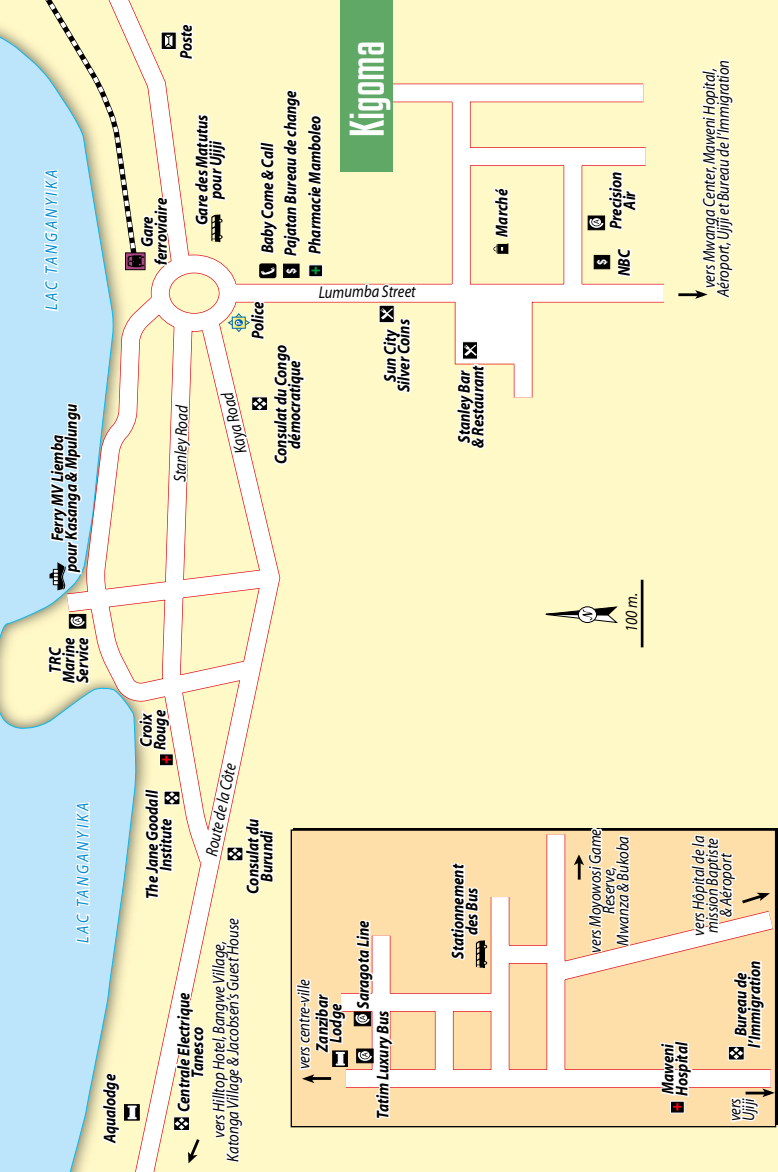 Kigoma
LAC TANGANYIKA
LAC TANGANYIKA
Poste
Gare
ferroviaire
Gare des Matutus
pour Ujiji
Baby Come & Call
Pajatan Bureau de change
Pharmacie Mamboleo
Police
Lumumba Street
Marché
Precision
Air
NBC
vers Mwanga Center, Maweni Hopital,
Aéroport, Ujiji et Bureau de l'Immigration
Sun City
Silver Coins
Stanley Bar
& Restaurant
Consulat du Congo
démocratique
Stanley Road
Kaya Road
Ferry MV Liemba
pour Kasanga & Mpulungu
TRC
Marine
Service
N
100 m.
Croix
Rouge
The Jane Goodall
Institute
Route de la Côte
Consulat du
Burundi
Aqualodge
Centrale Electrique
Tanesco
vers Hilltop Hotel, Bangwe Village,
Katonga Village & Jacobsen's Guest House
vers centre-ville
Zanzibar
Lodge
Saragota Line
Tatim Luxury Bus
Stationnement
des Bus
vers Moyowosi Game
Reserve,
Mwanza & Bukoba
vers Hôpital de la
mission Baptiste
& Aéroport
Maweni
Hospital
Bureau de
l'Immigration
vers
Ujiji